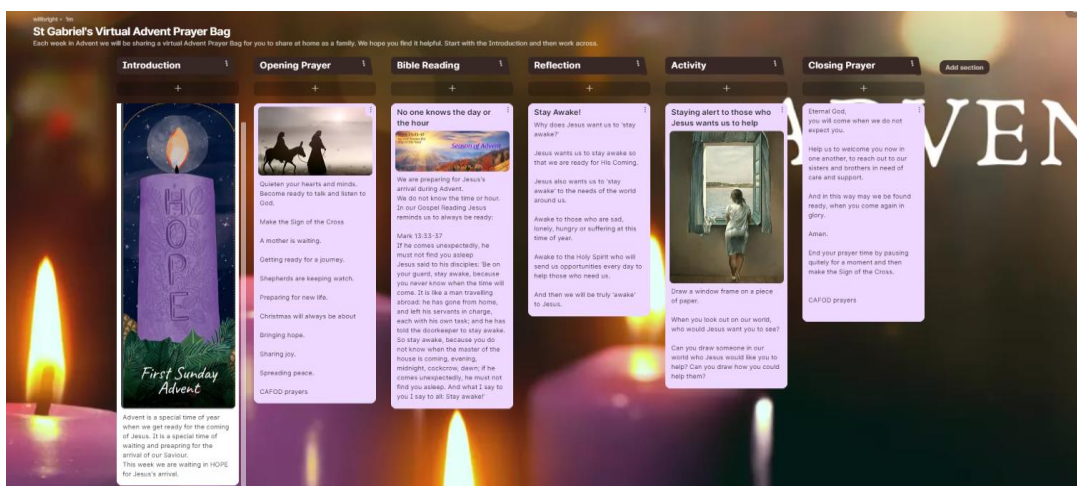 willbright • 1m
St Gabriel's Virtual Advent Prayer Bag
Each week in Advent we will be sharing a virtual Advent Prayer Bag for you to share at home as a family. We hope you find it helpful. Start with the Introduction and then work across.
Introduction
HOPE
First Sunday
Advent
Advent is a special time of year
when we get ready for the coming
of Jesus. It is a special time of
waiting and preapring for the
arrival of our Saviour.
This week we are waiting in HOPE
for Jesus's arrival.
Opening Prayer
Quieten your hearts and minds.
Become ready to talk and listen to
God.
Make the Sign of the Cross
A mother is waiting.
Getting ready for a journey.
Shepherds are keeping watch.
Preparing for new life.
Christmas will always be about
Bringing hope.
Sharing joy.
Spreading peace.
CAFOD prayers
Bible Reading
No one knows the day or
the hour
Season of Advent
We are preparing for Jesus's
arrival during Advent.
We do not know the time or hour.
In our Gospel Reading Jesus
reminds us to always be ready:
Mark 13:33-37
If he comes unexpectedly, he
must not find you asleep
Jesus said to his disciples: 'Be on
your guard, stay awake, because
you never know when the time will
come. It is like a man travelling
abroad: he has gone from home,
and left his servants in charge,
each with his own task; and he has
told the doorkeeper to stay awake.
So stay awake, because you do
not know when the master of the
house is coming, evening,
midnight, cockcrow, dawn; if he
comes unexpectedly, he must not
find you asleep. And what I say to
you I say to all: Stay awake!'
Reflection
Stay Awake!
Why does Jesus want us to 'stay
awake?'
Jesus wants us to stay awake so
that we are ready for His Coming.
Jesus also wants us to 'stay
awake' to the needs of the world
around us.
Awake to those who are sad,
lonely, hungry or suffering at this
time of year.
Awake to the Holy Spirit who will
send us opportunities every day to
help those who need us.
And then we will be truly 'awake'
to Jesus.
Activity
Staying alert to those who
Jesus wants us to help
Draw a window frame on a piece
of paper.
When you look out on our world,
who would Jesus want you to see?
Can you draw someone in our
world who Jesus would like you to
help? Can you draw how you could
help them?
Closing Prayer
Eternal God,
you will come when we do not
expect you.
Help us to welcome you now in
one another, to reach out to our
sisters and brothers in need of
care and support.
And in this way may we be found
ready, when you come again in
glory.
Amen.
End your prayer time by pausing
quitely for a moment and then
make the Sign of the Cross.
CAFOD prayers
Add section
ADVEN